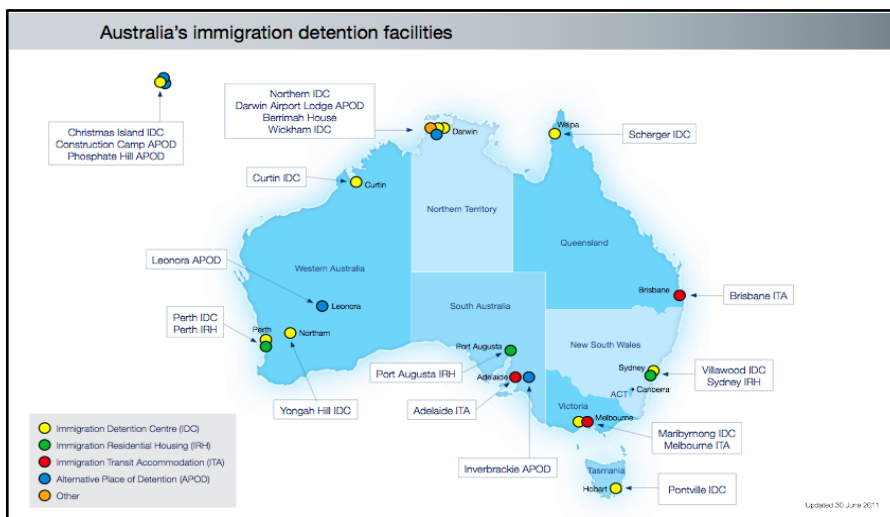 Australia's immigration detention facilities
Christmas Island IDC
Construction Camp APOD
Phosphate Hill APOD
Northern IDC
Darwin Airport Lodge APOD
Berrimah House
Wickham IDC
Darwin
Weipa
Scherger IDC
Curtin IDC
Curtin
Northern Territory
Queensland
Leonora APOD
Western Australia
Leonora
South Australia
Brisbane
Brisbane ITA
Perth IDC
Perth IRH
Perth
Northam
New South Wales
Port Augusta
Port Augusta IRH
Sydney
Canberra
ACT
Villawood IDC
Sydney IRH
Adelaide
Yongah Hill IDC
Adelaide ITA
Victoria
Melbourne
Maribyrnong IDC
Melbourne ITA
Inverbrackie APOD
Tasmania
Hobart
Pontville IDC
Immigration Detention Centre (IDC)
Immigration Residential Housing (IRH)
Immigration Transit Accommodation (ITA)
Alternative Place of Detention (APOD)
Other
Updated 30 June 2011